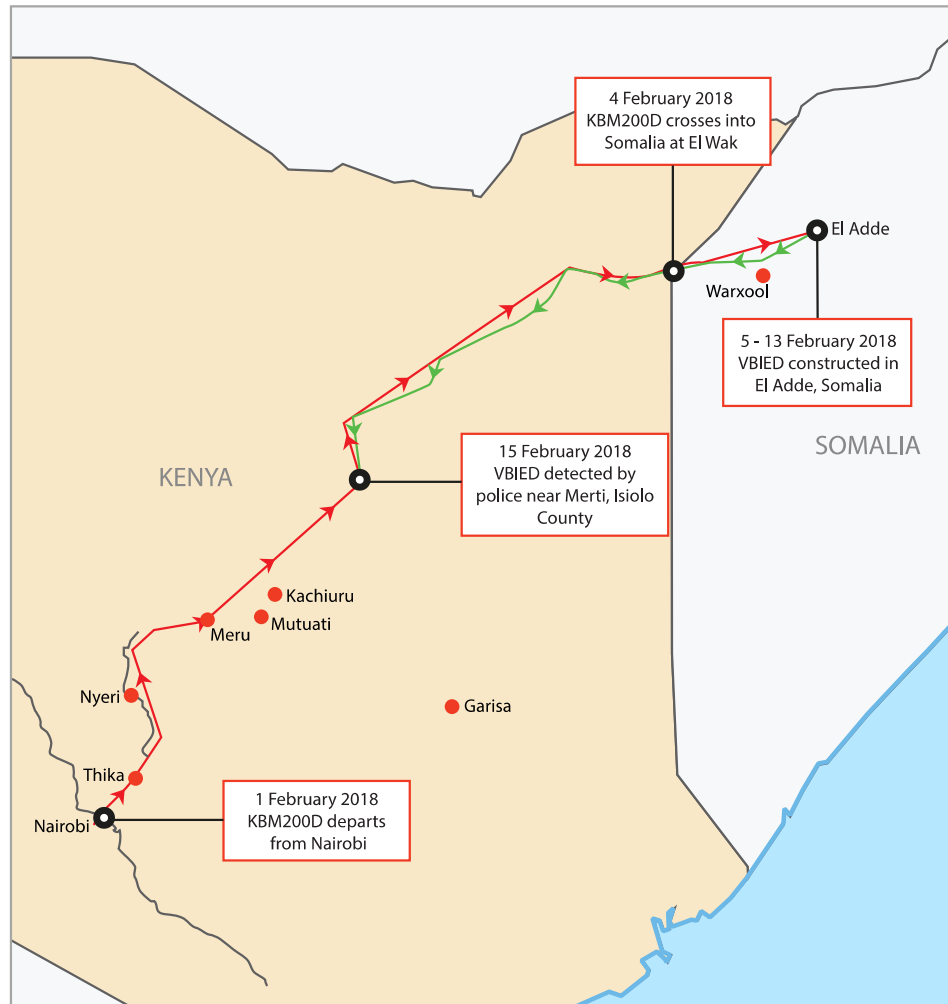 4 February 2018
KBM200D crosses into
Somalia at El Wak
El Adde
Warxool
5 - 13 February 2018
VBIED constructed in
El Adde, Somalia
SOMALIA
KENYA
15 February 2018
VBIED detected by
police near Merti, Isiolo
County
Kachiuru
Mutuati
Meru
Nyeri
Garisa
Thika
1 February 2018
KBM200D departs
from Nairobi
Nairobi